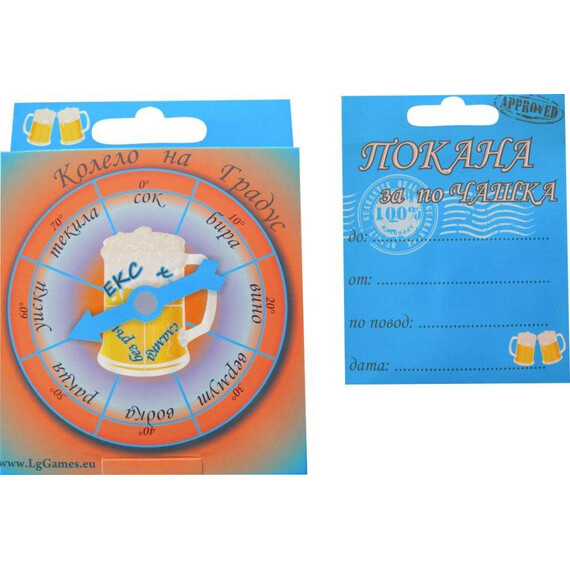 Колело на Градус
0°
сок
10°
бира
20°
вино
30°
вермут
40°
водка
50°
ракия
60°
уиски
70°
текила
ЕКС
www.LgGames.eu
APPROVED
ПОКАНА
за по ЧАШКА
100%
до:
от:
по повод:
дата: